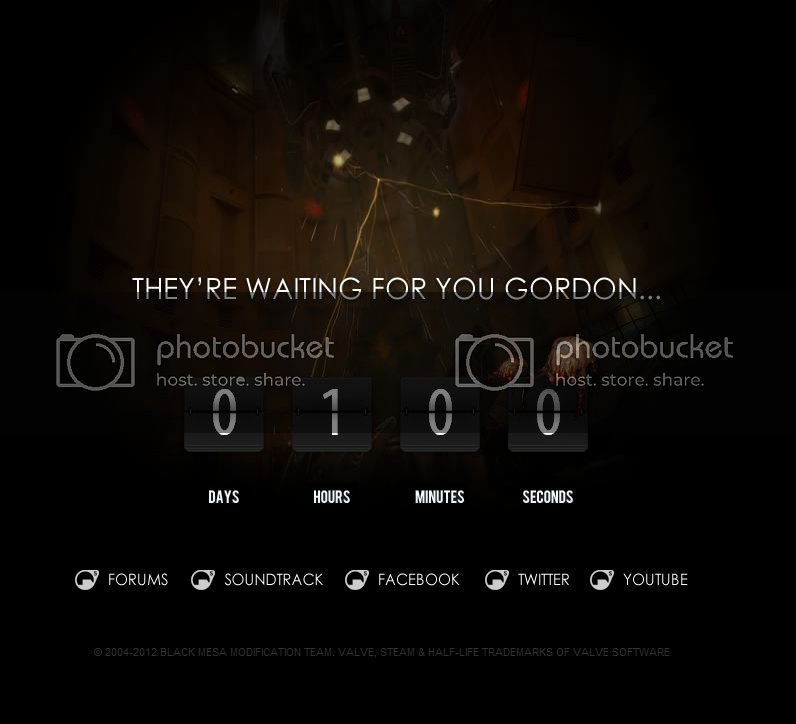 THEY'RE WAITING FOR YOU GORDON...
photobucket photobucket
host. store. share. host. store. share.
0 1 0 0
DAYS HOURS MINUTES SECONDS
FORUMS SOUNDTRACK FACEBOOK TWITTER YOUTUBE
© 2004-2012 BLACK MESA MODIFICATION TEAM. VALVE, STEAM & HALF-LIFE TRADEMARKS OF VALVE SOFTWARE